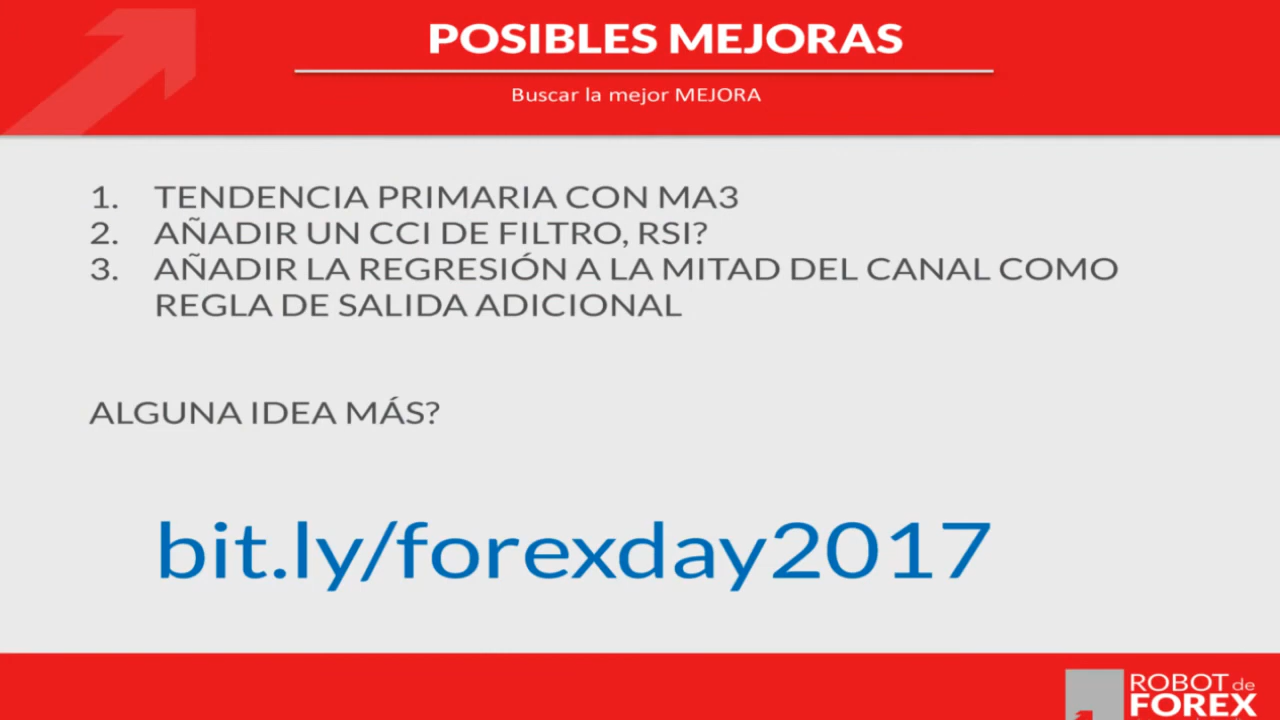 POSIBLES MEJORAS
Buscar la mejor MEJORA
1. TENDENCIA PRIMARIA CON MA3
2. AÑADIR UN CCI DE FILTRO, RSI?
3. AÑADIR LA REGRESIÓN A LA MITAD DEL CANAL COMO
REGLA DE SALIDA ADICIONAL
ALGUNA IDEA MÁS?
bit.ly/forexday2017
ROBOT de
FOREX